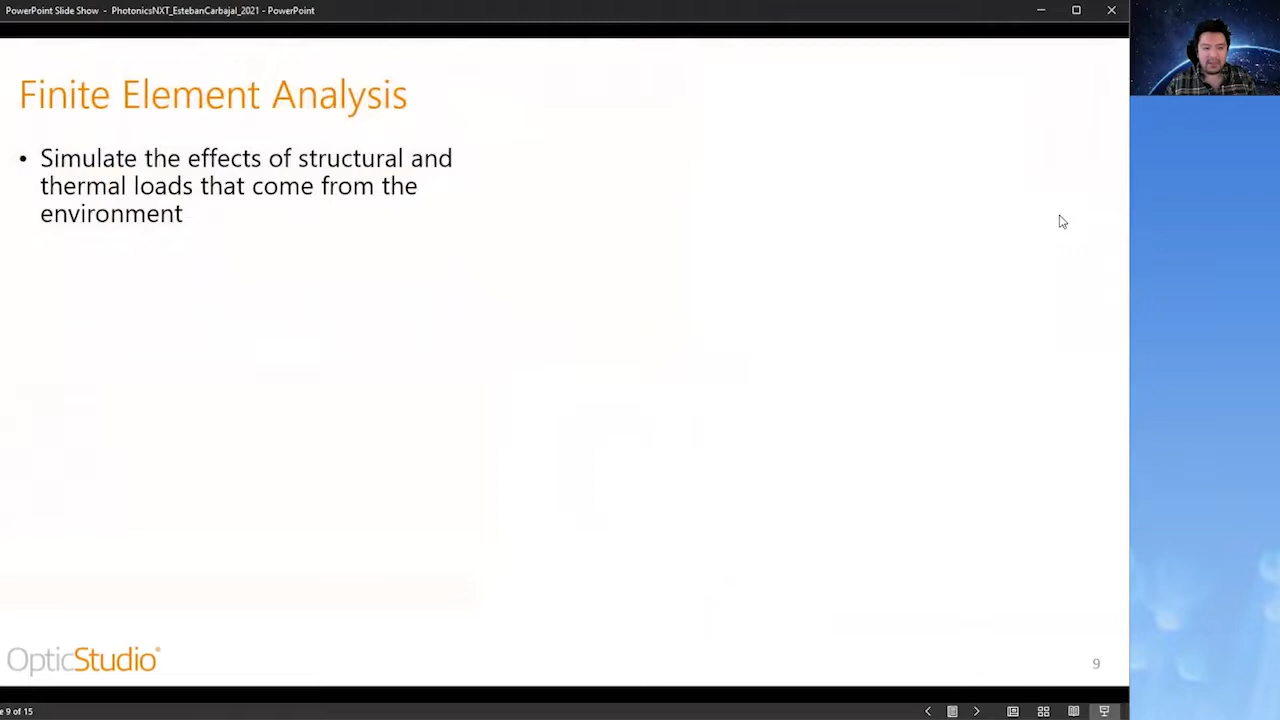 PowerPoint Slide Show - PhotonicsNXT_EstebanCarbajal_2021 - PowerPoint
Finite Element Analysis
• Simulate the effects of structural and
thermal loads that come from the
environment
OpticStudio®
9
e 9 of 15